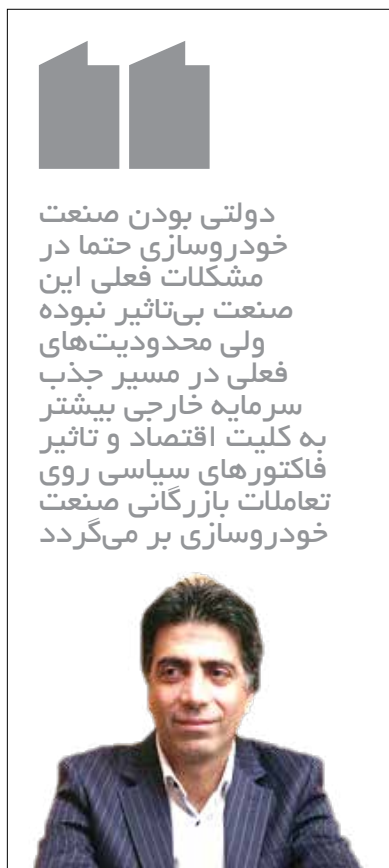 دولتی بودن صنعت
خودروسازی حتما در
مشکلات فعلی این
صنعت بی‌تاثیر نبوده
ولی محدودیت‌های
فعلی در مسیر جذب
سرمایه خارجی بیشتر
به کلیت اقتصاد و تاثیر
فاکتورهای سیاسی روی
تعاملات بازرگانی صنعت
خودروسازی بر می‌گردد